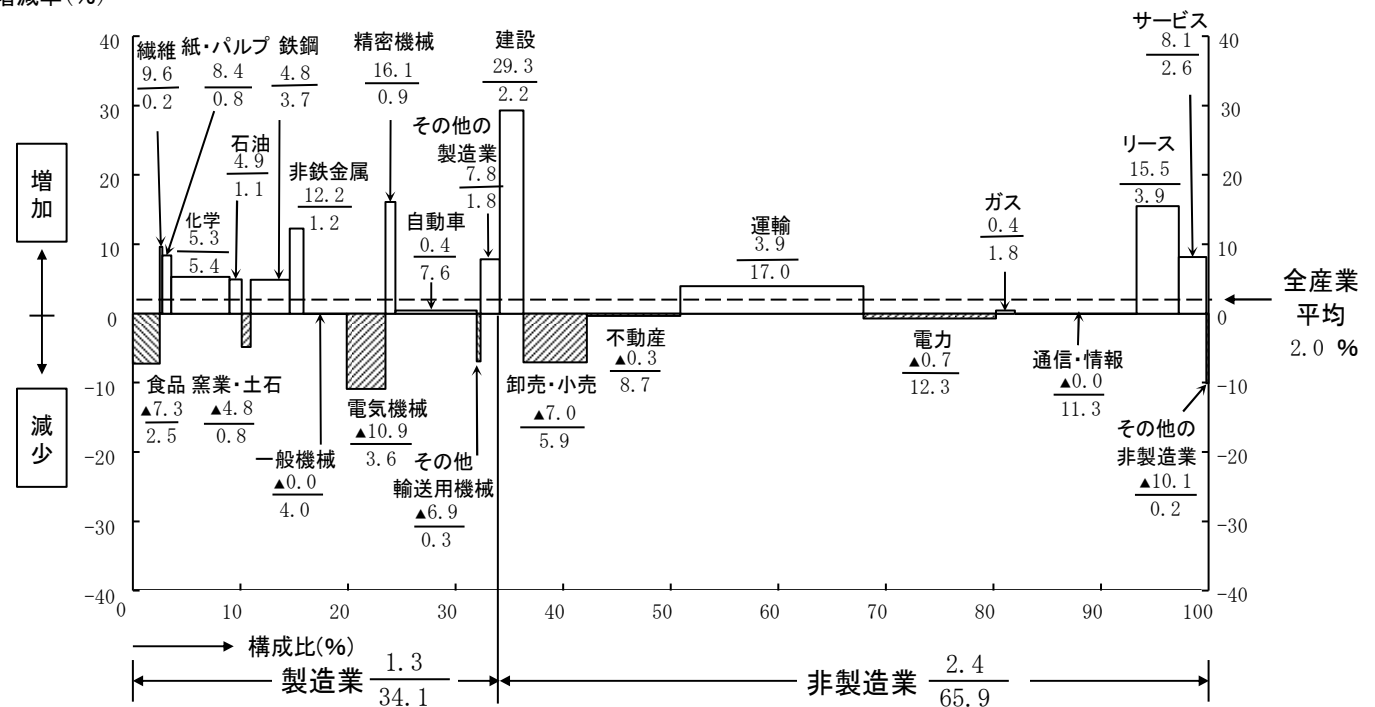 増減率(%)
40
30
20
10
0
-10
-20
-30
-40
増
加
減
少
繊維
9.6
0.2
紙・パルプ
8.4
0.8
鉄鋼
4.8
3.7
精密機械
16.1
0.9
建設
29.3
2.2
サービス
8.1
2.6
化学
5.3
5.4
石油
4.9
1.1
非鉄金属
12.2
1.2
自動車
0.4
7.6
その他の
製造業
7.8
1.8
運輸
3.9
17.0
ガス
0.4
1.8
リース
15.5
3.9
食品
▲7.3
2.5
窯業・土石
▲4.8
0.8
一般機械
▲0.0
4.0
電気機械
▲10.9
3.6
その他
輸送用機械
▲6.9
0.3
卸売・小売
▲7.0
5.9
不動産
▲0.3
8.7
電力
▲0.7
12.3
通信・情報
▲0.0
11.3
その他の
非製造業
▲10.1
0.2
40
30
20
10
0
-10
-20
-30
-40
全産業
平均
2.0 %
0 10 20 30 40 50 60 70 80 90 100
構成比(%)
製造業 1.3
34.1
非製造業 2.4
65.9